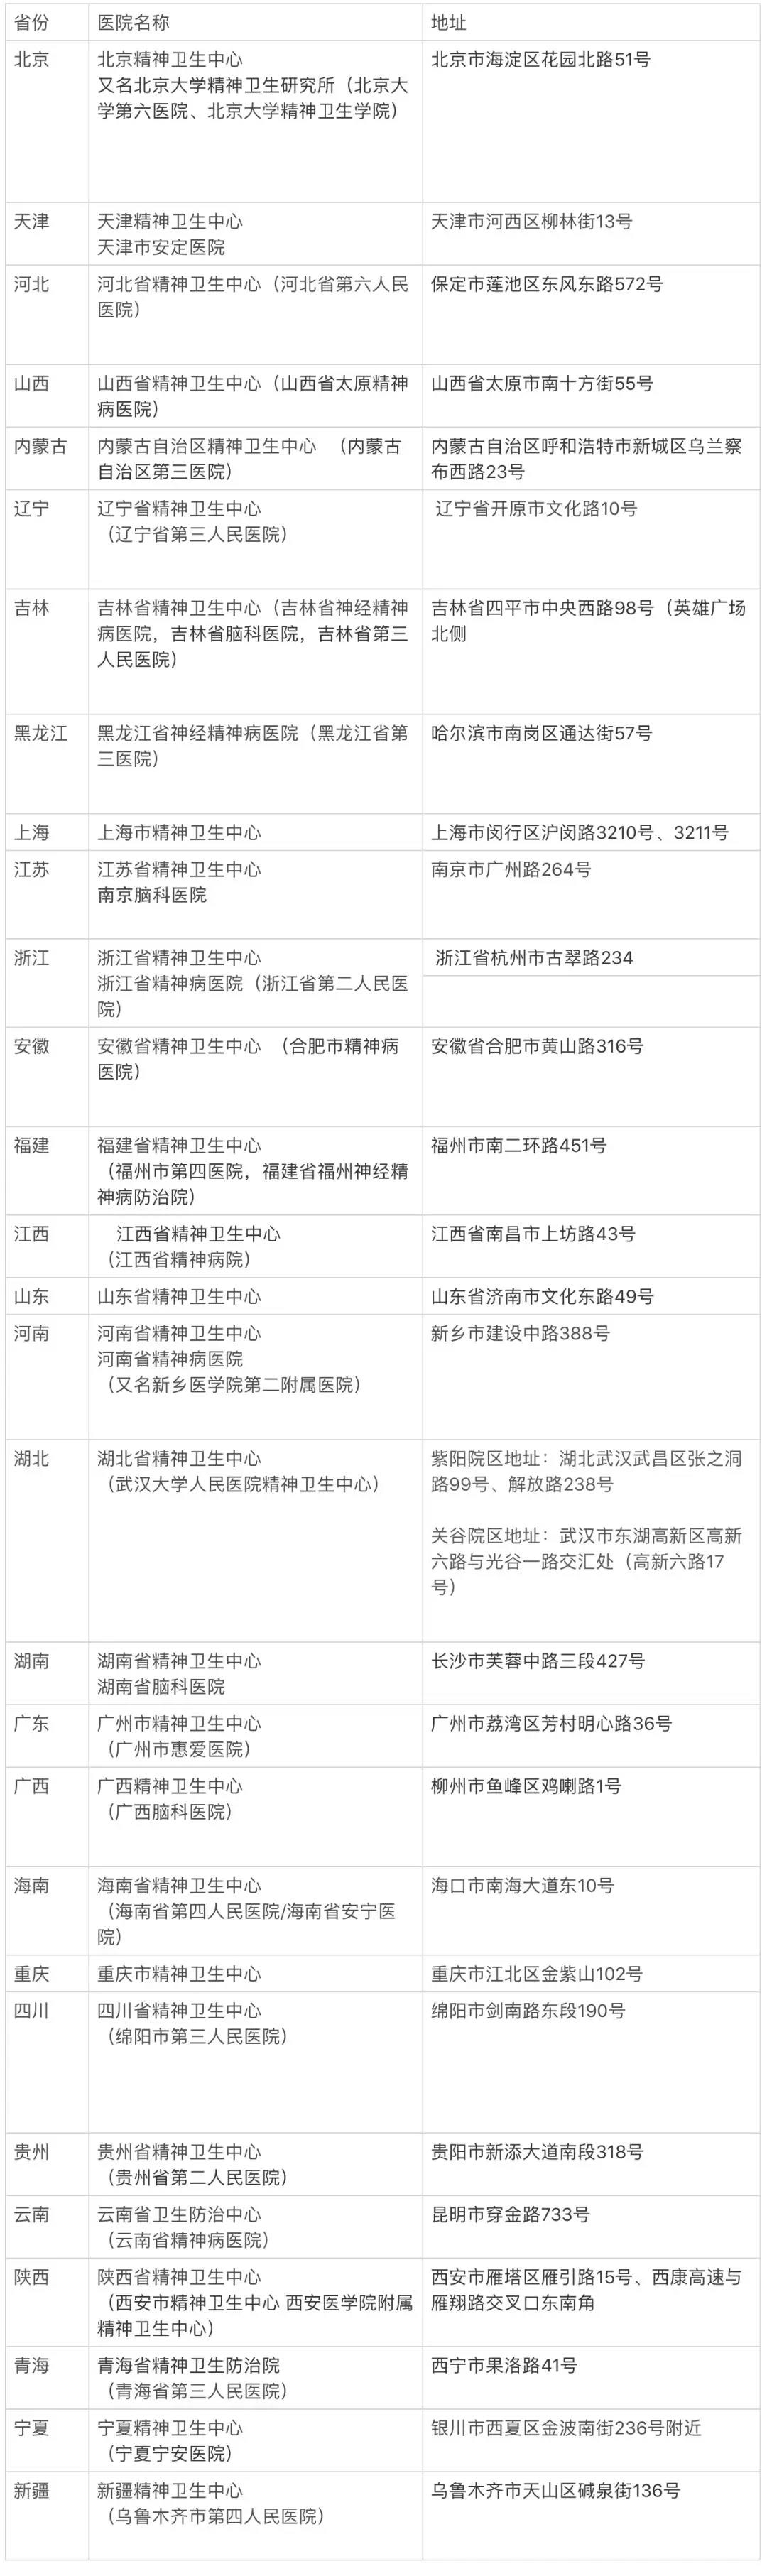 省份 医院名称 地址
北京 北京精神卫生中心 北京市海淀区花园北路51号
又名北京大学精神卫生研究所（北京大
学第六医院、北京大学精神卫生学院）
天津 天津精神卫生中心 天津市河西区柳林街13号
天津市安定医院
河北 河北省精神卫生中心（河北省第六人民 保定市莲池区东风东路572号
医院）
山西 山西省精神卫生中心（山西省太原精神 山西省太原市南十方街55号
病医院）
内蒙古 内蒙古自治区精神卫生中心 （内蒙古 内蒙古自治区呼和浩特市新城区乌兰察
自治区第三医院） 布西路23号
辽宁 辽宁省精神卫生中心 辽宁省开原市文化路10号
（辽宁省第三人民医院）
吉林 吉林省精神卫生中心（吉林省神经精神 吉林省四平市中央西路98号（英雄广场
病医院，吉林省脑科医院，吉林省第三 北侧
人民医院）
黑龙江 黑龙江省神经精神病医院（黑龙江省第 哈尔滨市南岗区通达街57号
三医院）
上海 上海市精神卫生中心 上海市闵行区沪闵路3210号、3211号
江苏 江苏省精神卫生中心 南京市广州路264号
南京脑科医院
浙江 浙江省精神卫生中心 浙江省杭州市古翠路234
浙江省精神病医院（浙江省第二人民医
院）
安徽 安徽省精神卫生中心 （合肥市精神病 安徽省合肥市黄山路316号
医院）
福建 福建省精神卫生中心 福州市南二环路451号
（福州市第四医院，福建省福州神经精
神病防治院）
江西 江西省精神卫生中心 江西省南昌市上坊路43号
（江西省精神病院）
山东 山东省精神卫生中心 山东省济南市文化东路49号
河南 河南省精神卫生中心 新乡市建设中路388号
河南省精神病医院
（又名新乡医学院第二附属医院）
湖北 湖北省精神卫生中心 紫阳院区地址：湖北武汉武昌区张之洞
（武汉大学人民医院精神卫生中心） 路99号、解放路238号
关谷院区地址：武汉市东湖高新区高新
六路与光谷一路交汇处（高新六路17
号）
湖南 湖南省精神卫生中心 长沙市芙蓉中路三段427号
湖南省脑科医院
广东 广州市精神卫生中心 广州市荔湾区芳村明心路36号
（广州市惠爱医院）
广西 广西精神卫生中心 柳州市鱼峰区鸡喇路1号
（广西脑科医院）
海南 海南省精神卫生中心 海口市南海大道东10号
（海南省第四人民医院/海南省安宁医
院）
重庆 重庆市精神卫生中心 重庆市江北区金紫山102号
四川 四川省精神卫生中心 绵阳市剑南路东段190号
（绵阳市第三人民医院）
贵州 贵州省精神卫生中心 贵阳市新添大道南段318号
（贵州省第二人民医院）
云南 云南省卫生防治中心 昆明市穿金路733号
（云南省精神病医院）
陕西 陕西省精神卫生中心 西安市雁塔区雁引路15号、西康高速与
（西安市精神卫生中心 西安医学院附属 雁翔路交叉口东南角
精神卫生中心）
青海 青海省精神卫生防治院 西宁市果洛路41号
（青海省第三人民医院）
宁夏 宁夏精神卫生中心 银川市西夏区金波南街236号附近
（宁夏宁安医院）
新疆 新疆精神卫生中心 乌鲁木齐市天山区碱泉街136号
（乌鲁木齐市第四人民医院）